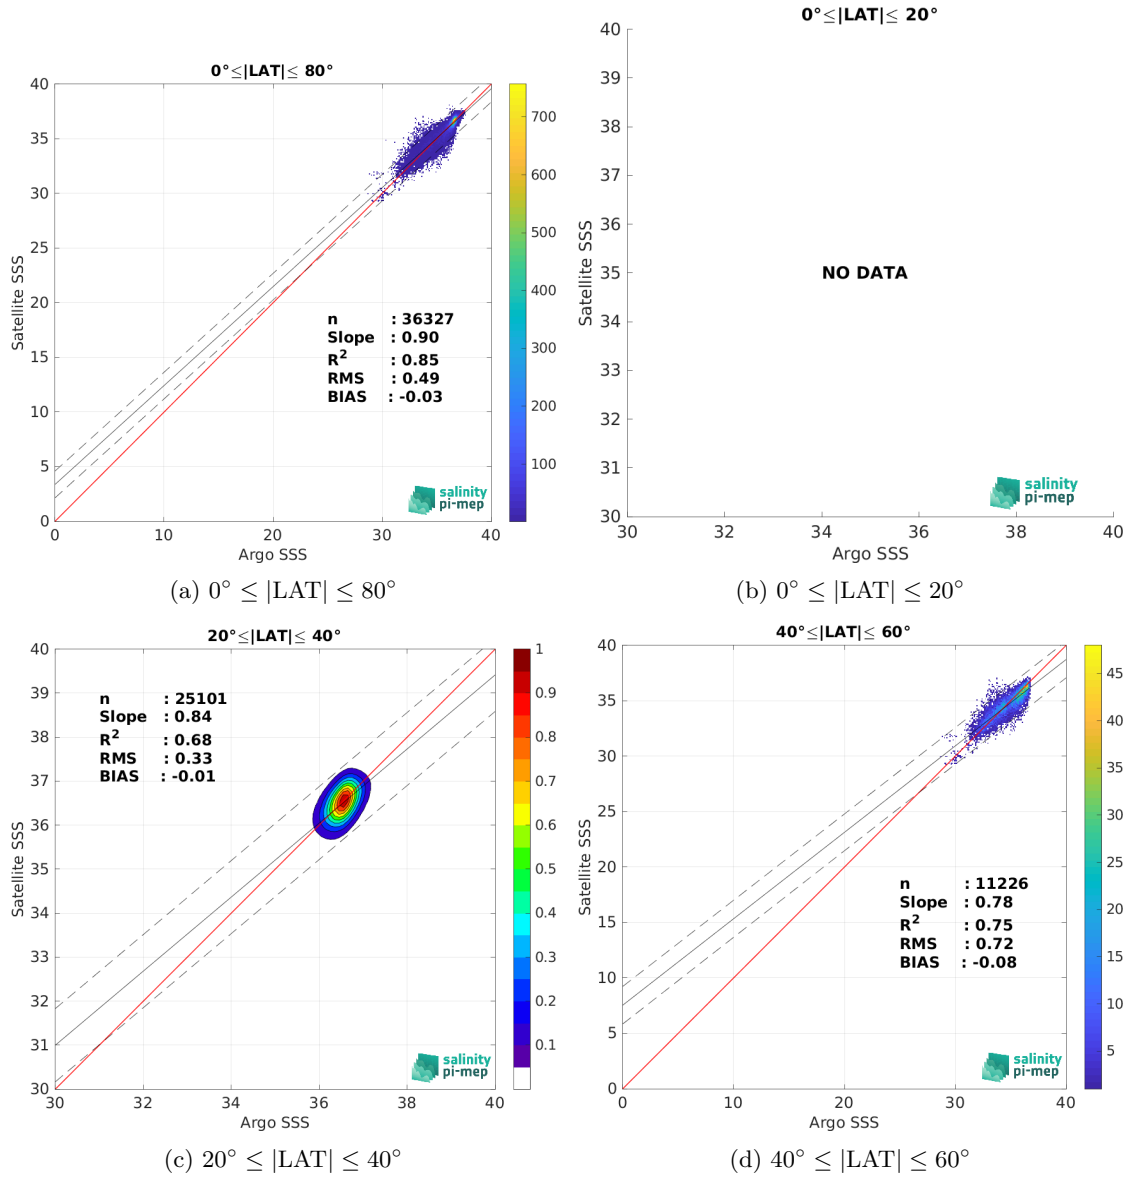 0°≤|LAT|≤ 80°
40
35
30
25
20
15
10
5
0
0
10
20
30
40
Satellite SSS
Argo SSS
n : 36327
Slope : 0.90
R² : 0.85
RMS : 0.49
BIAS : -0.03
salinity
pi-mep
700
600
500
400
300
200
100
(a) 0° ≤ |LAT| ≤ 80°
0°≤|LAT|≤ 20°
40
39
38
37
36
35
34
33
32
31
30
30
32
34
36
38
40
Satellite SSS
Argo SSS
NO DATA
salinity
pi-mep
(b) 0° ≤ |LAT| ≤ 20°
20°≤|LAT|≤ 40°
40
39
38
37
36
35
34
33
32
31
30
30
32
34
36
38
40
Satellite SSS
Argo SSS
n : 25101
Slope : 0.84
R² : 0.68
RMS : 0.33
BIAS : -0.01
salinity
pi-mep
1
0.9
0.8
0.7
0.6
0.5
0.4
0.3
0.2
0.1
(c) 20° ≤ |LAT| ≤ 40°
40°≤|LAT|≤ 60°
40
35
30
25
20
15
10
5
0
0
10
20
30
40
Satellite SSS
Argo SSS
n : 11226
Slope : 0.78
R² : 0.75
RMS : 0.72
BIAS : -0.08
salinity
pi-mep
45
40
35
30
25
20
15
10
5
(d) 40° ≤ |LAT| ≤ 60°